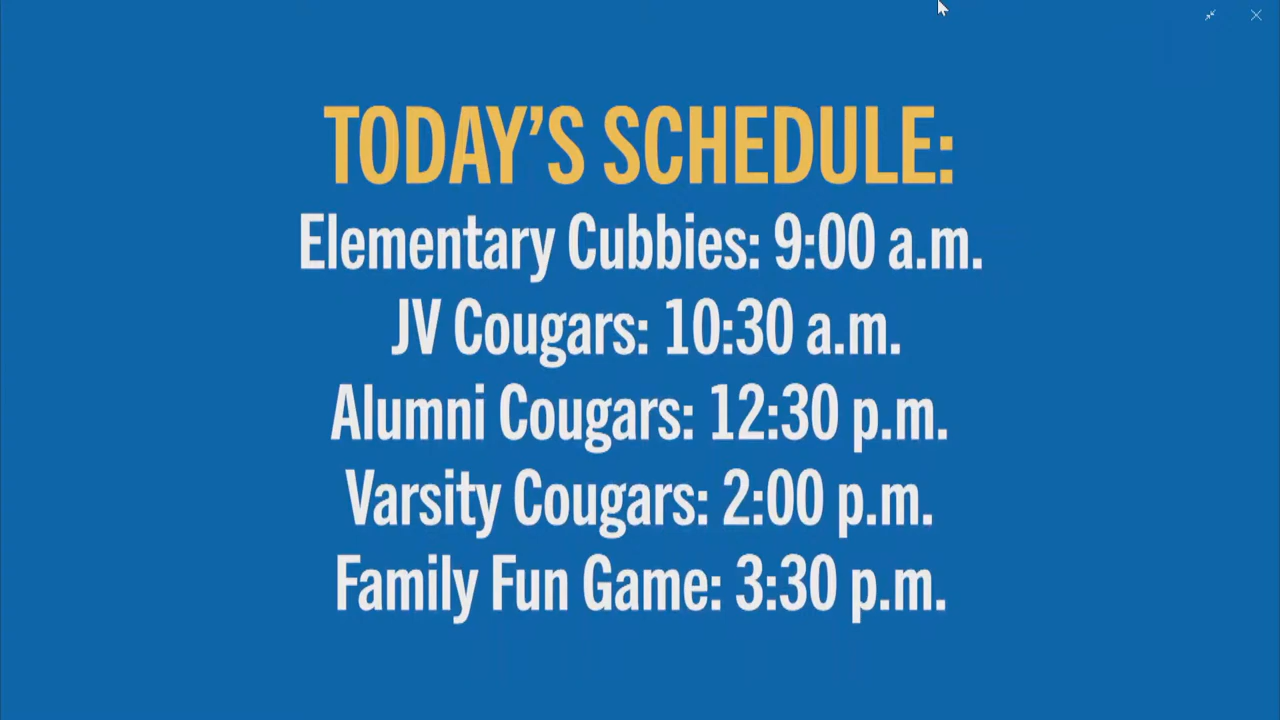 TODAY’S SCHEDULE:
Elementary Cubbies: 9:00 a.m.
JV Cougars: 10:30 a.m.
Alumni Cougars: 12:30 p.m.
Varsity Cougars: 2:00 p.m.
Family Fun Game: 3:30 p.m.